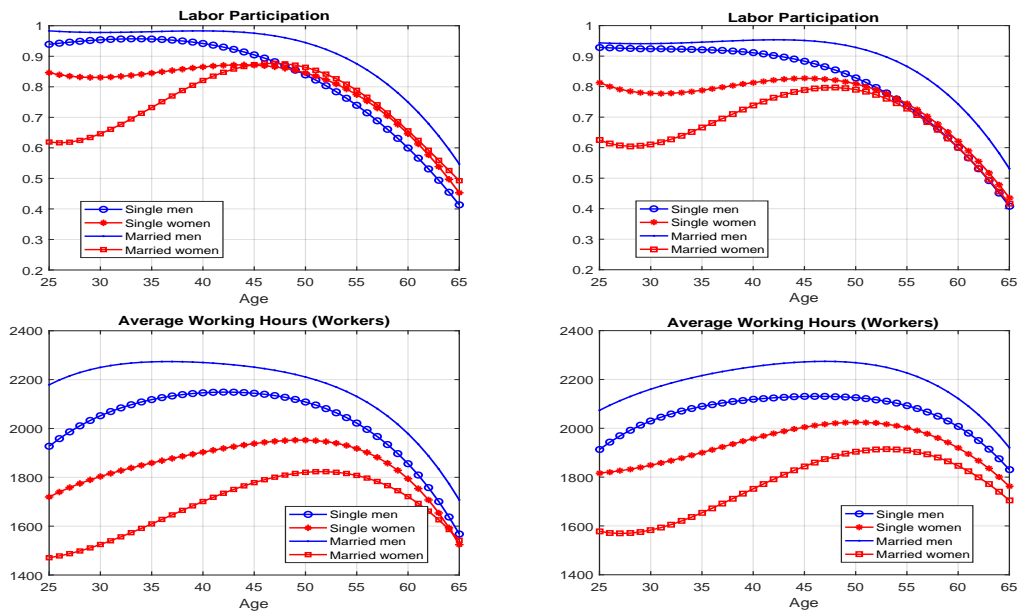 Labor Participation
1
0.9
0.8
0.7
0.6
0.5
0.4
0.3
0.2
Single men
Single women
Married men
Married women
25 30 35 40 45 50 55 60 65
Age
Labor Participation
1
0.9
0.8
0.7
0.6
0.5
0.4
0.3
0.2
Single men
Single women
Married men
Married women
25 30 35 40 45 50 55 60 65
Age
Average Working Hours (Workers)
2400
2200
2000
1800
1600
1400
Single men
Single women
Married men
Married women
25 30 35 40 45 50 55 60 65
Age
Average Working Hours (Workers)
2400
2200
2000
1800
1600
1400
Single men
Single women
Married men
Married women
25 30 35 40 45 50 55 60 65
Age